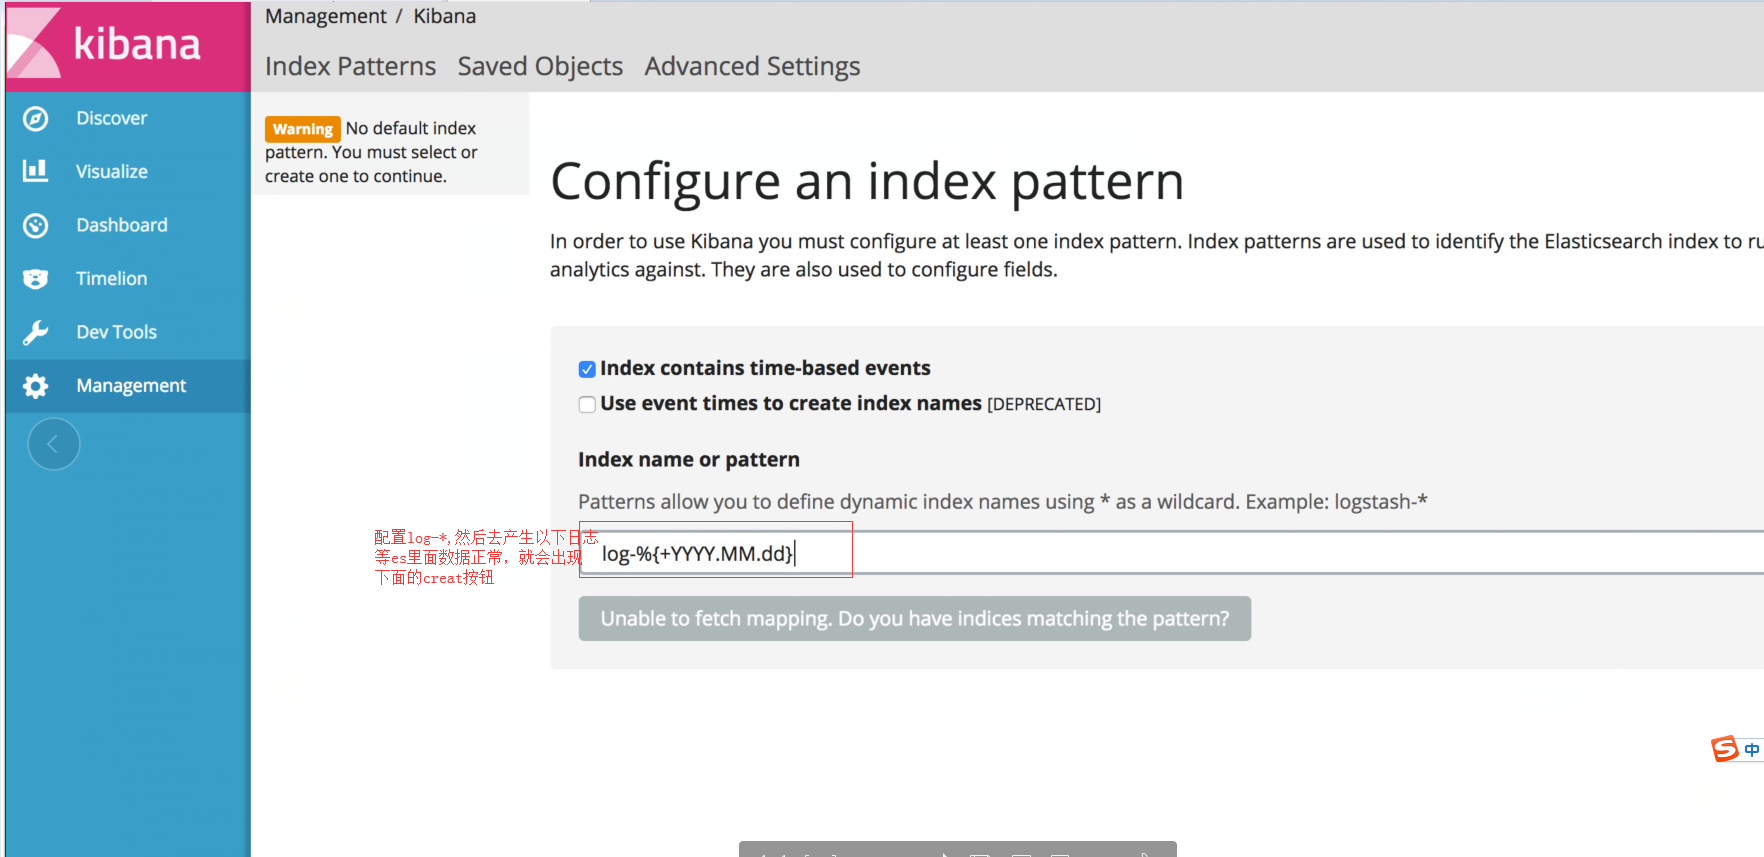 Management / Kibana
kibana
Index Patterns Saved Objects Advanced Settings
Discover
Visualize
Dashboard
Timelion
Dev Tools
Management
Warning No default index
pattern. You must select or
create one to continue.
Configure an index pattern
In order to use Kibana you must configure at least one index pattern. Index patterns are used to identify the Elasticsearch index to ru
analytics against. They are also used to configure fields.
Index contains time-based events
Use event times to create index names [DEPRECATED]
Index name or pattern
Patterns allow you to define dynamic index names using * as a wildcard. Example: logstash-*
配置log-*,然后去产生以下日志
等es里面数据正常，就会出现
下面的creat按钮
log-%{+YYYY.MM.dd}
Unable to fetch mapping. Do you have indices matching the pattern?
S 中